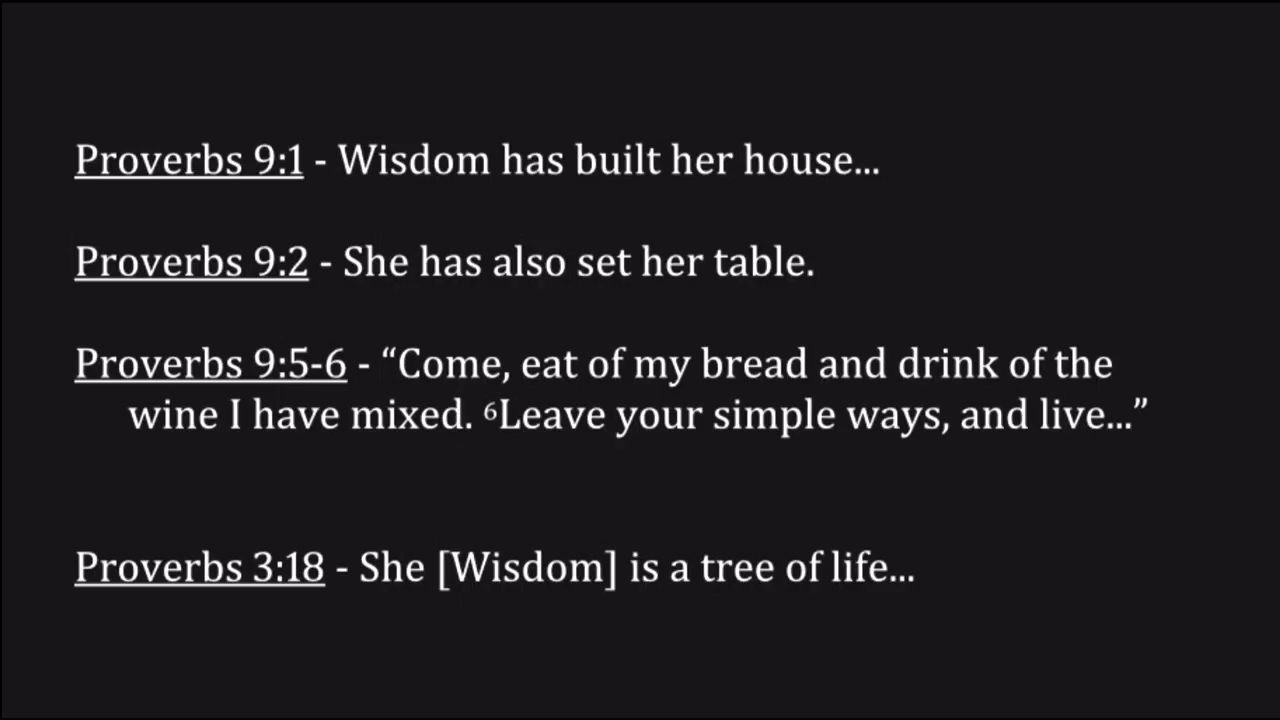 Proverbs 9:1 - Wisdom has built her house...
Proverbs 9:2 - She has also set her table.
Proverbs 9:5-6 - “Come, eat of my bread and drink of the
wine I have mixed. ⁶Leave your simple ways, and live...”
Proverbs 3:18 - She [Wisdom] is a tree of life...